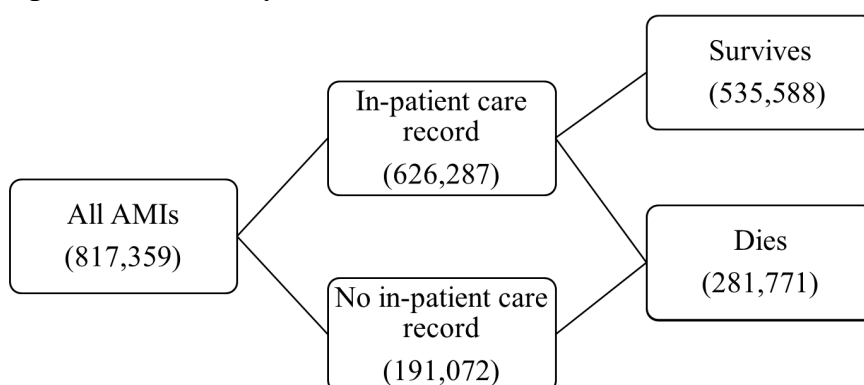 Survives
(535,588)
In-patient care
record
(626,287)
All AMIs
(817,359)
Dies
(281,771)
No in-patient care
record
(191,072)